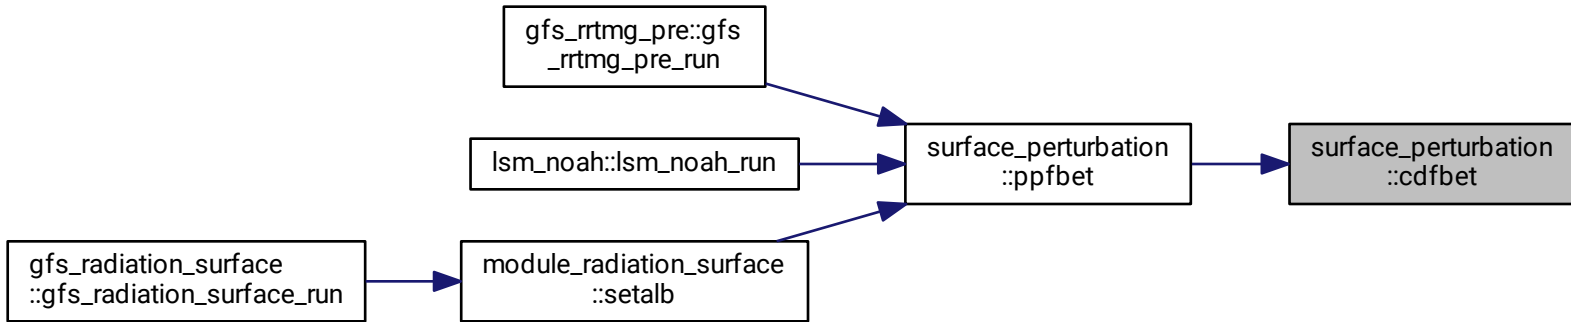 gfs_rrtmg_pre::gfs
_rrtmg_pre_run
lsm_noah::lsm_noah_run
surface_perturbation
::ppfbet
surface_perturbation
::cdfbet
gfs_radiation_surface
::gfs_radiation_surface_run
module_radiation_surface
::setalb